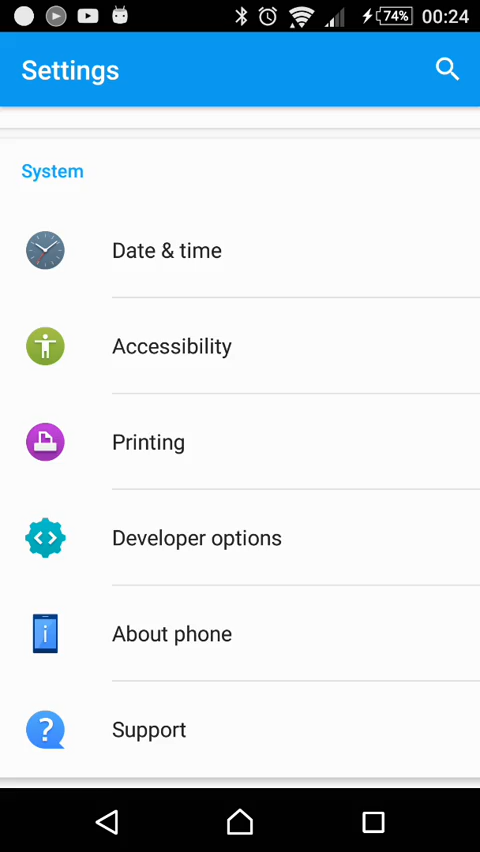 74% 00:24
Settings
System
Date & time
Accessibility
Printing
Developer options
About phone
Support